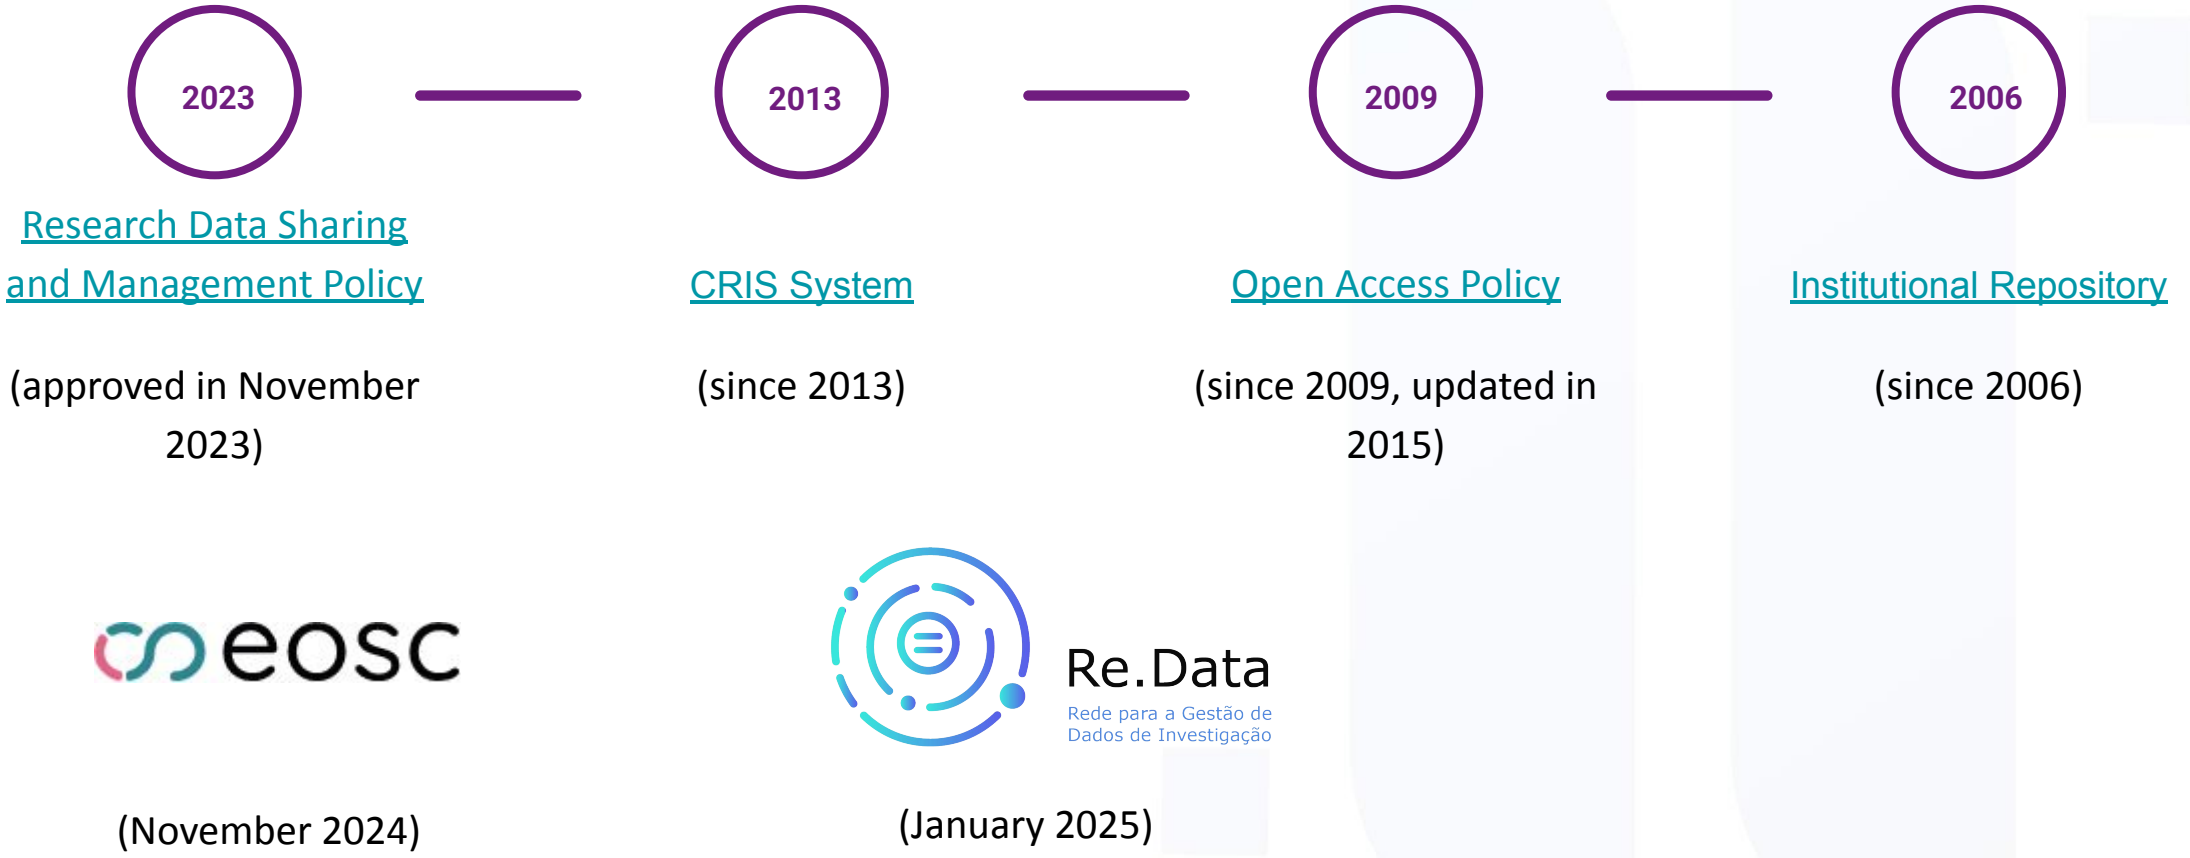 2023
Research Data Sharing
and Management Policy
(approved in November
2023)
2013
CRIS System
(since 2013)
2009
Open Access Policy
(since 2009, updated in
2015)
2006
Institutional Repository
(since 2006)
eosc
(November 2024)
Re.Data
Rede para a Gestão de
Dados de Investigação
(January 2025)